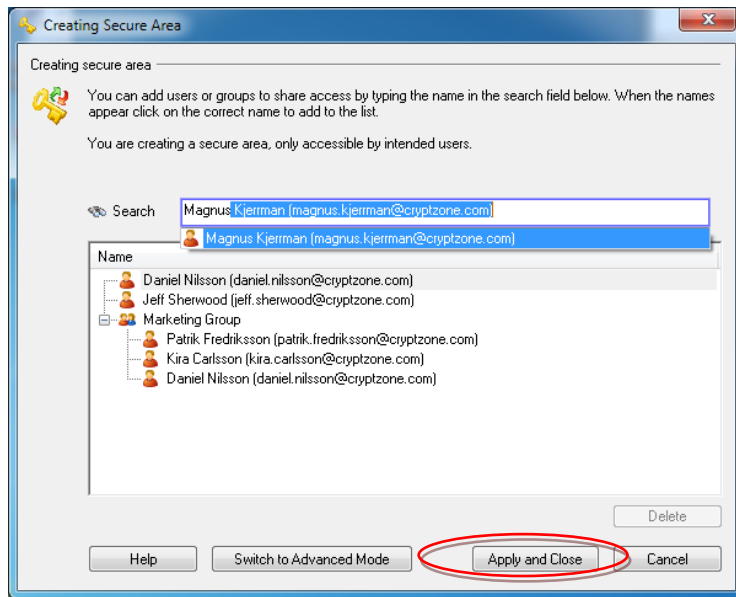 Creating Secure Area
Creating secure area
You can add users or groups to share access by typing the name in the search field below. When the names
appear click on the correct name to add to the list.
You are creating a secure area, only accessible by intended users.
Search Magnus Kjerrman (magnus.kjerrman@cryptzone.com)
Magnus Kjerrman (magnus.kjerrman@cryptzone.com)
Name
Daniel Nilsson (daniel.nilsson@cryptzone.com)
Jeff Sherwood (jeff.sherwood@cryptzone.com)
Marketing Group
Patrik Fredriksson (patrik.fredriksson@cryptzone.com)
Kira Carlsson (kira.carlsson@cryptzone.com)
Daniel Nilsson (daniel.nilsson@cryptzone.com)
Delete
Help Switch to Advanced Mode Apply and Close Cancel